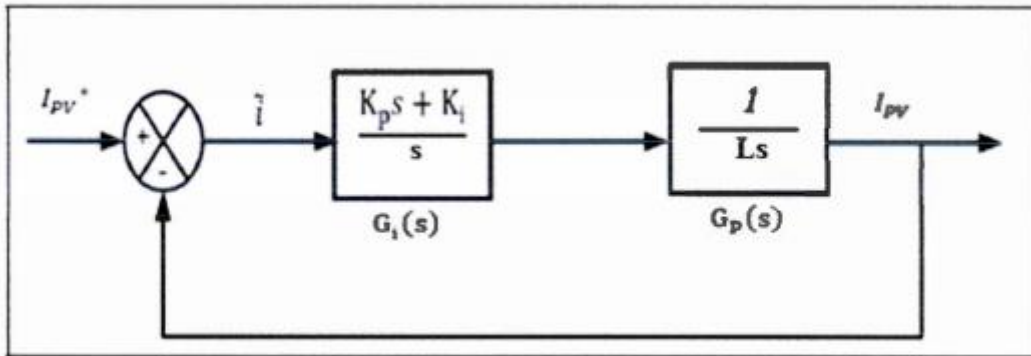 I_PV*
+
-
ĩ
K_p s + K_i
s
G_i(s)
1
Ls
G_p(s)
I_PV